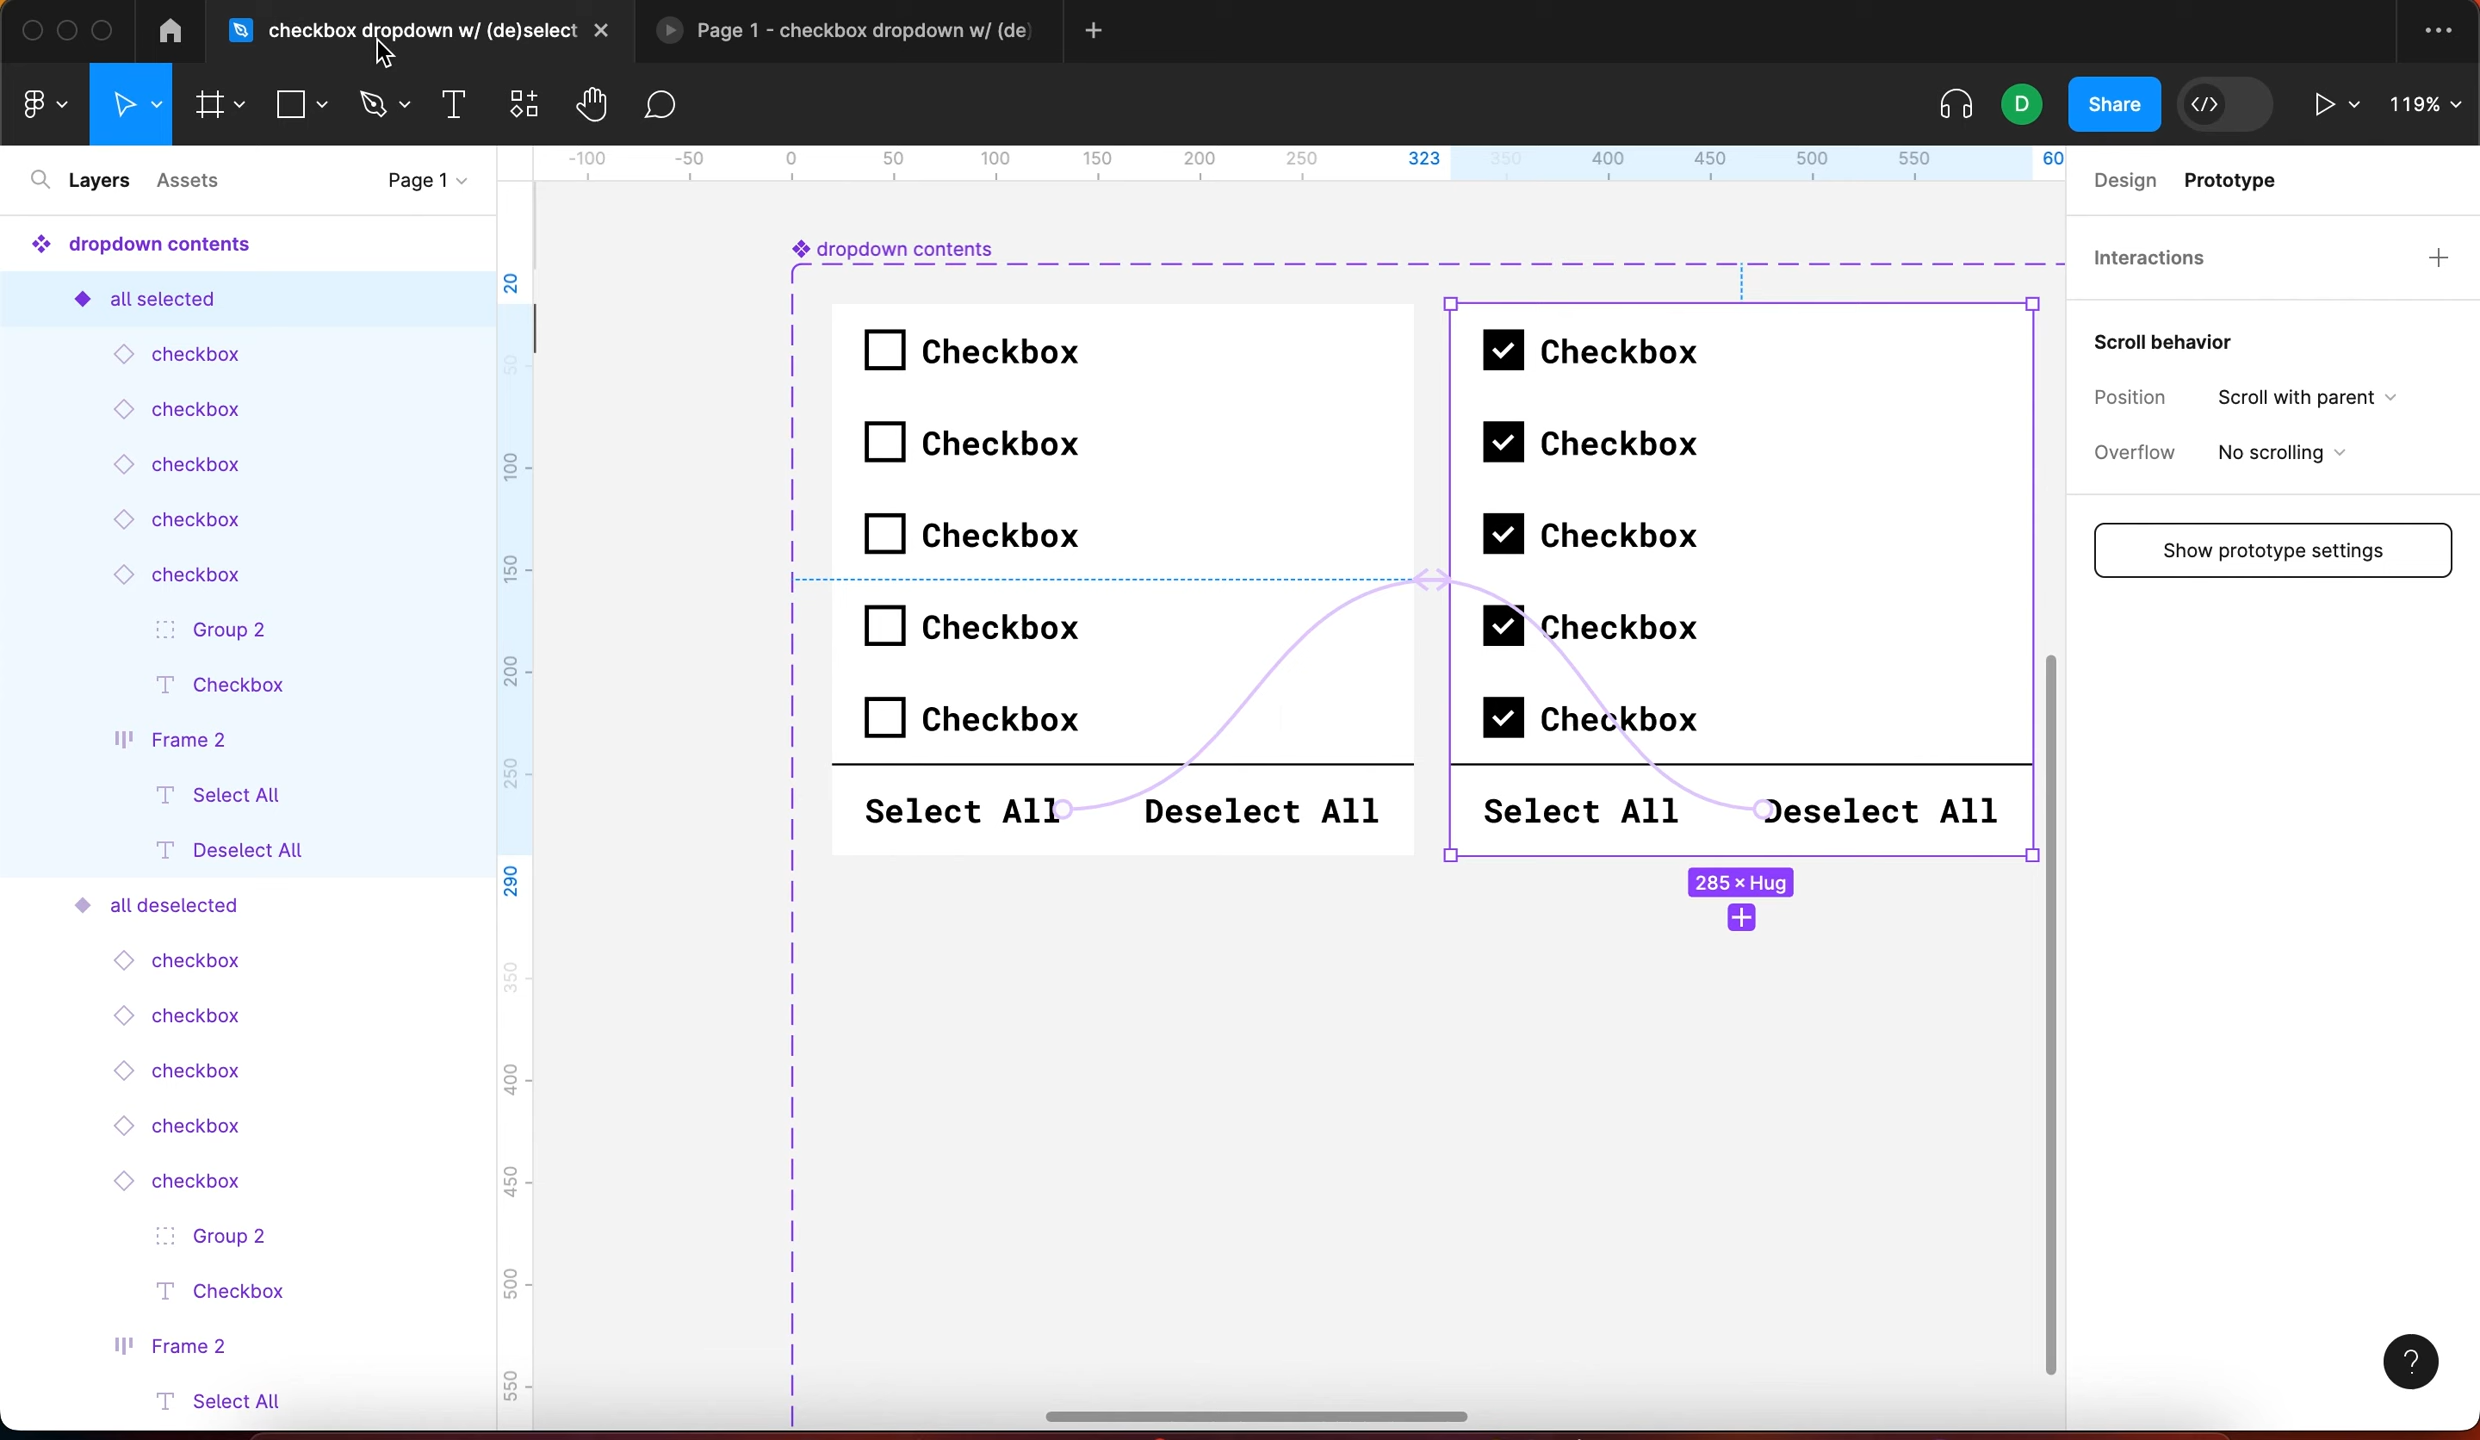 checkbox dropdown w/ (de)select
Page 1 - checkbox dropdown w/ (de)
D
Share
119%
Layers
Assets
Page 1
dropdown contents
all selected
checkbox
checkbox
checkbox
checkbox
checkbox
Group 2
Checkbox
Frame 2
Select All
Deselect All
all deselected
checkbox
checkbox
checkbox
checkbox
checkbox
Group 2
Checkbox
Frame 2
Select All
-100 -50 0 50 100 150 200 250 323 350 400 450 500 550 60
20
50
100
150
200
250
290
350
400
450
500
550
dropdown contents
Checkbox
Checkbox
Checkbox
Checkbox
Checkbox
Select All Deselect All
Checkbox
Checkbox
Checkbox
Checkbox
Checkbox
Select All Deselect All
285 × Hug
Design
Prototype
Interactions
Scroll behavior
Position Scroll with parent
Overflow No scrolling
Show prototype settings
?